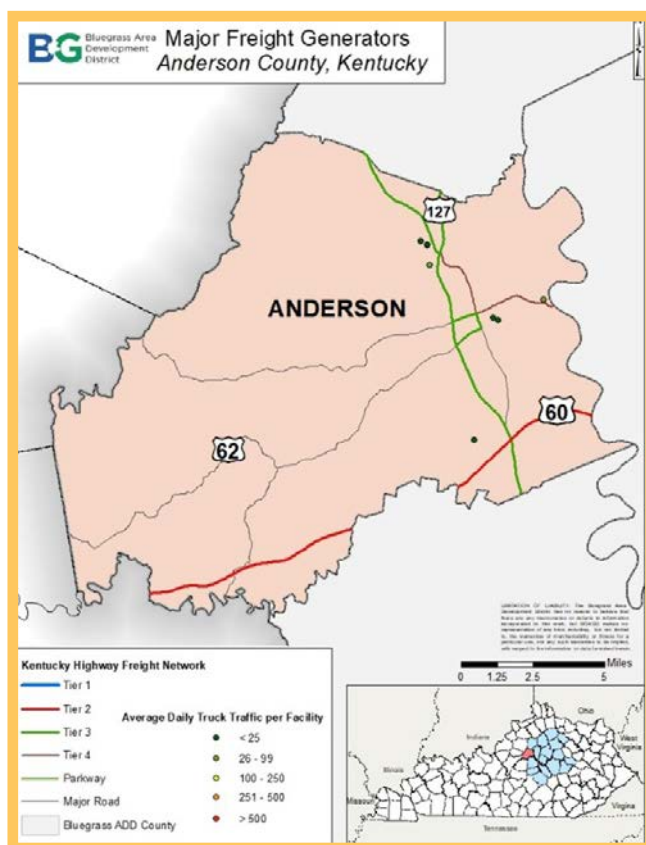 B&G Bluegrass Area
Development
District
Major Freight Generators
Anderson County, Kentucky
127
ANDERSON
60
62
Miles
0 1.25 2.5 5
Kentucky Highway Freight Network
Tier 1
Tier 2
Tier 3
Tier 4
Parkway
Major Road
Bluegrass ADD County
Average Daily Truck Traffic per Facility
< 25
26 - 99
100 - 250
251 - 500
> 500
Ohio
Indiana
West
Virginia
Illinois
Missouri
Virginia
Tennessee